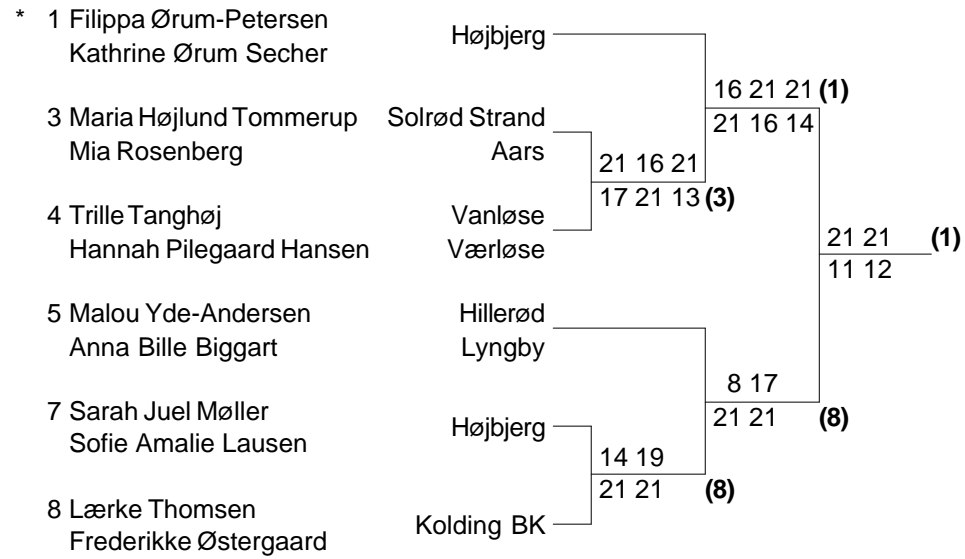 * 1 Filippa Ørum-Petersen
Kathrine Ørum Secher
Højbjerg
16 21 21 (1)
21 16 14
3 Maria Højlund Tommerup Solrød Strand
Mia Rosenberg Aars
21 16 21
17 21 13 (3)
4 Trille Tanghøj Vanløse
Hannah Pilegaard Hansen Værløse
21 21 (1)
11 12
5 Malou Yde-Andersen Hillerød
Anna Bille Biggart Lyngby
8 17
21 21 (8)
7 Sarah Juel Møller
Sofie Amalie Lausen
Højbjerg
14 19
21 21 (8)
8 Lærke Thomsen
Frederikke Østergaard
Kolding BK